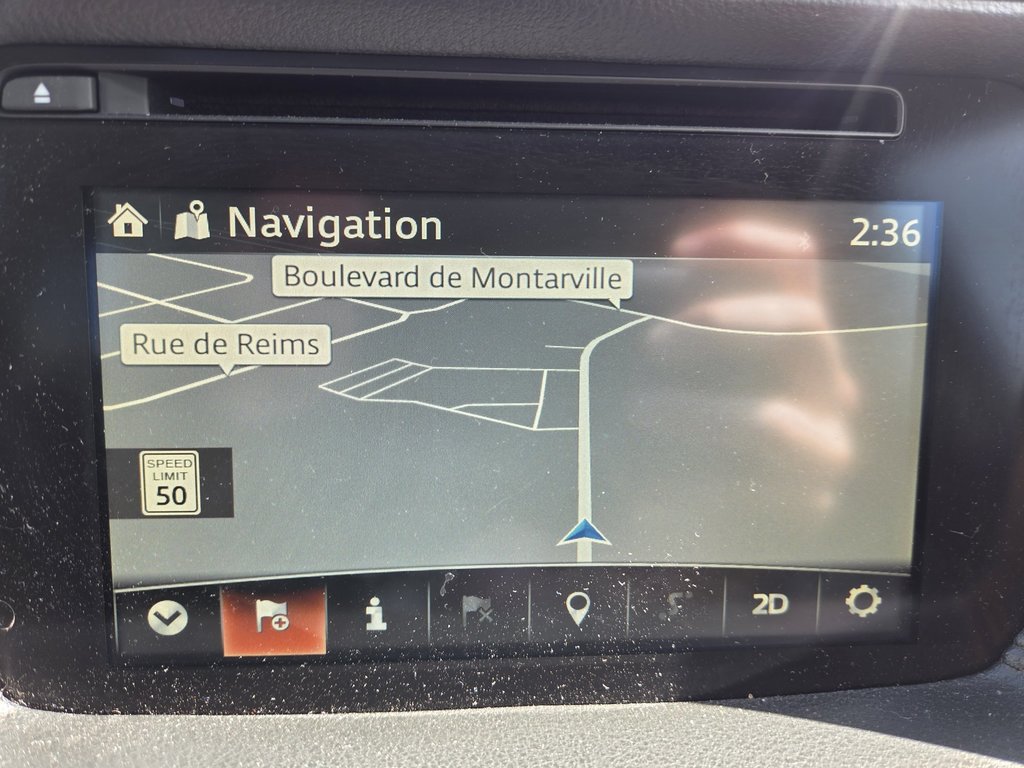 Navigation
2:36
Boulevard de Montarville
Rue de Reims
SPEED
LIMIT
50
2D